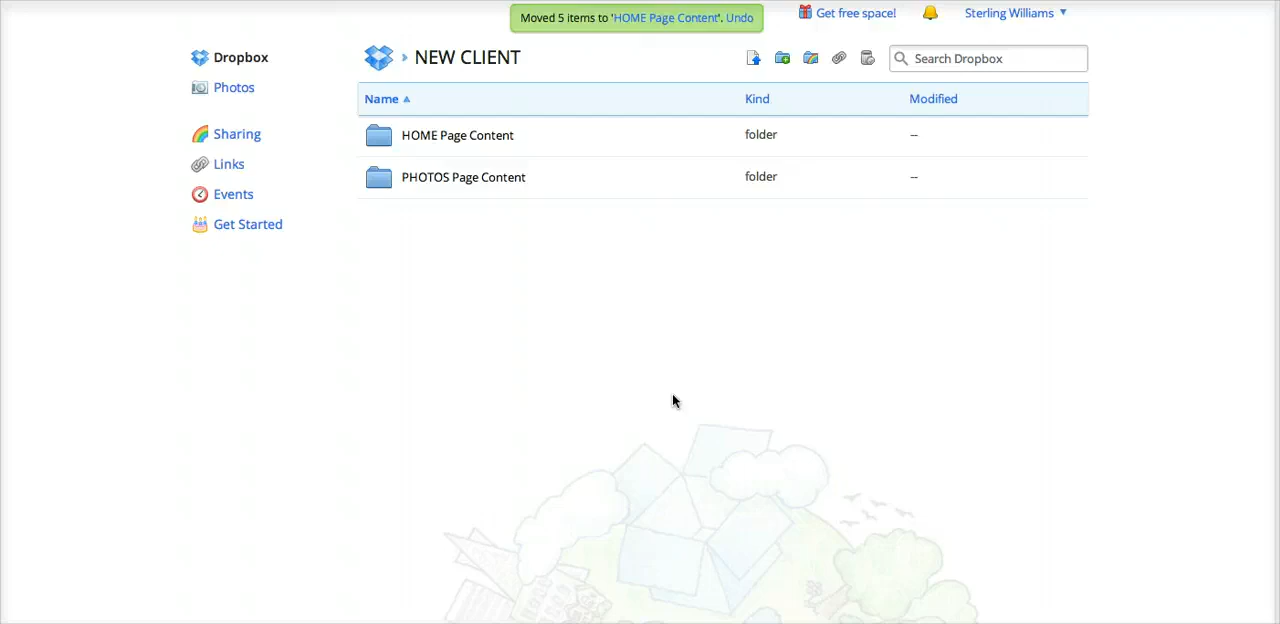 Moved 5 items to 'HOME Page Content'. Undo
Get free space!
Sterling Williams
Dropbox
NEW CLIENT
Search Dropbox
Photos
Name Kind Modified
Sharing
HOME Page Content folder --
Links
PHOTOS Page Content folder --
Events
Get Started